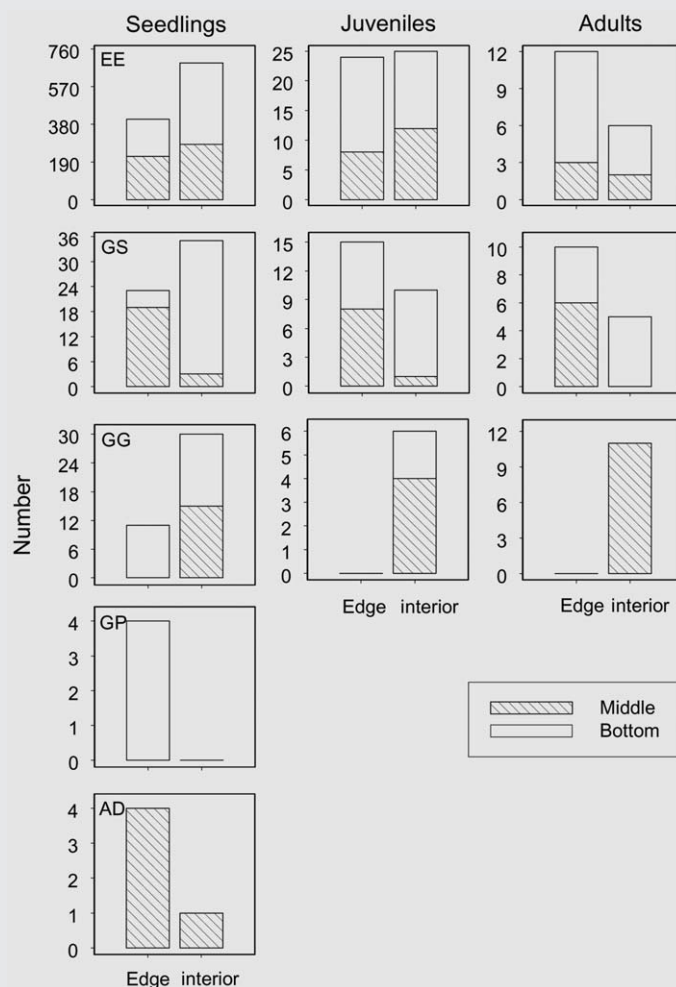 Seedlings Juveniles Adults
760 EE 25 12
570 20 9
380 15 6
190 10 3
0 5 0
0
36 GS 15 10
30 12 8
24 9 6
18 6 4
12 3 2
6 0 0
0
30 GG 6 12
24 5 9
18 4 6
12 3 3
6 2 0
0 1
0
Number
Edge interior Edge interior
4 GP
3
2
1
0
Middle
Bottom
4 AD
3
2
1
0
Edge interior